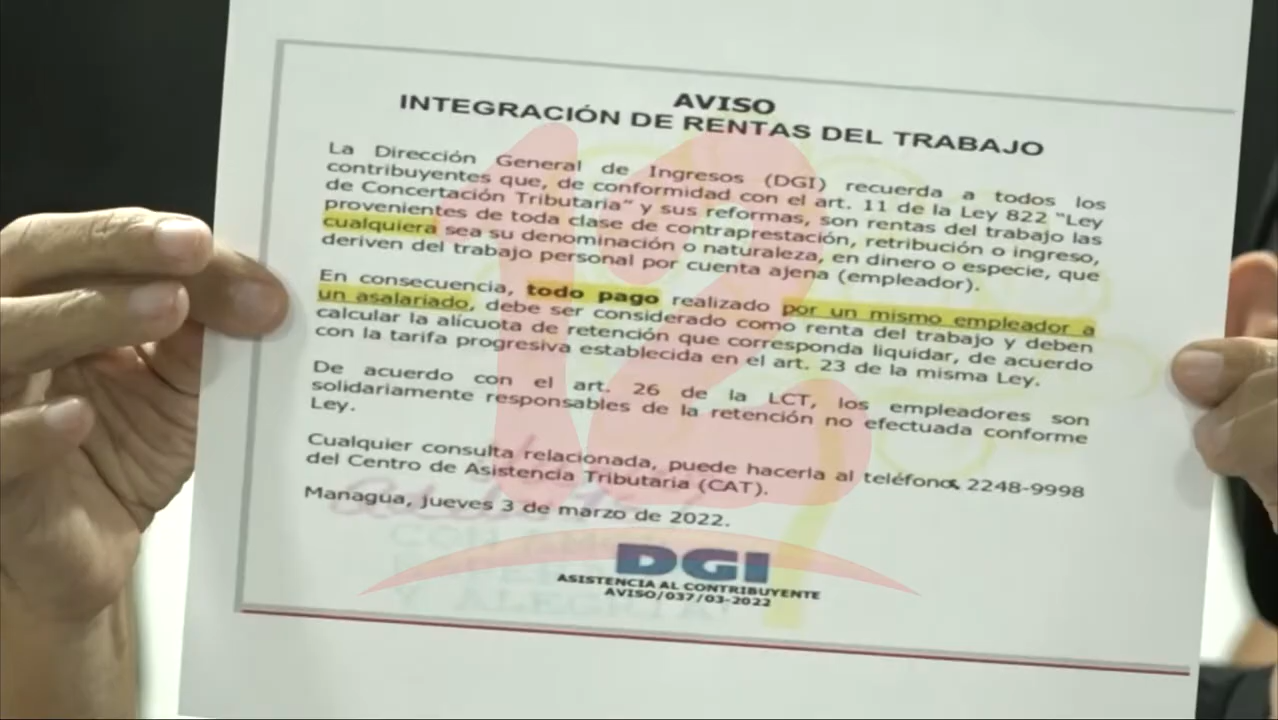 AVISO
INTEGRACIÓN DE RENTAS DEL TRABAJO
La Dirección General de Ingresos (DGI) recuerda a todos los
contribuyentes que, de conformidad con el art. 11 de la Ley 822 "Ley
de Concertación Tributaria" y sus reformas, son rentas del trabajo las
provenientes de toda clase de contraprestación, retribución o ingreso,
cualquiera sea su denominación o naturaleza, en dinero o especie, que
deriven del trabajo personal por cuenta ajena (empleador).
En consecuencia, todo pago realizado por un mismo empleador a
un asalariado, debe ser considerado como renta del trabajo y deben
calcular la alícuota de retención que corresponda liquidar, de acuerdo
con la tarifa progresiva establecida en el art. 23 de la misma Ley.
De acuerdo con el art. 26 de la LCT, los empleadores son
solidariamente responsables de la retención no efectuada conforme
Ley.
Cualquier consulta relacionada, puede hacerla al teléfono 2248-9998
del Centro de Asistencia Tributaria (CAT).
Managua, jueves 3 de marzo de 2022.
DGI
ASISTENCIA AL CONTRIBUYENTE
AVISO/037/03-2022
12